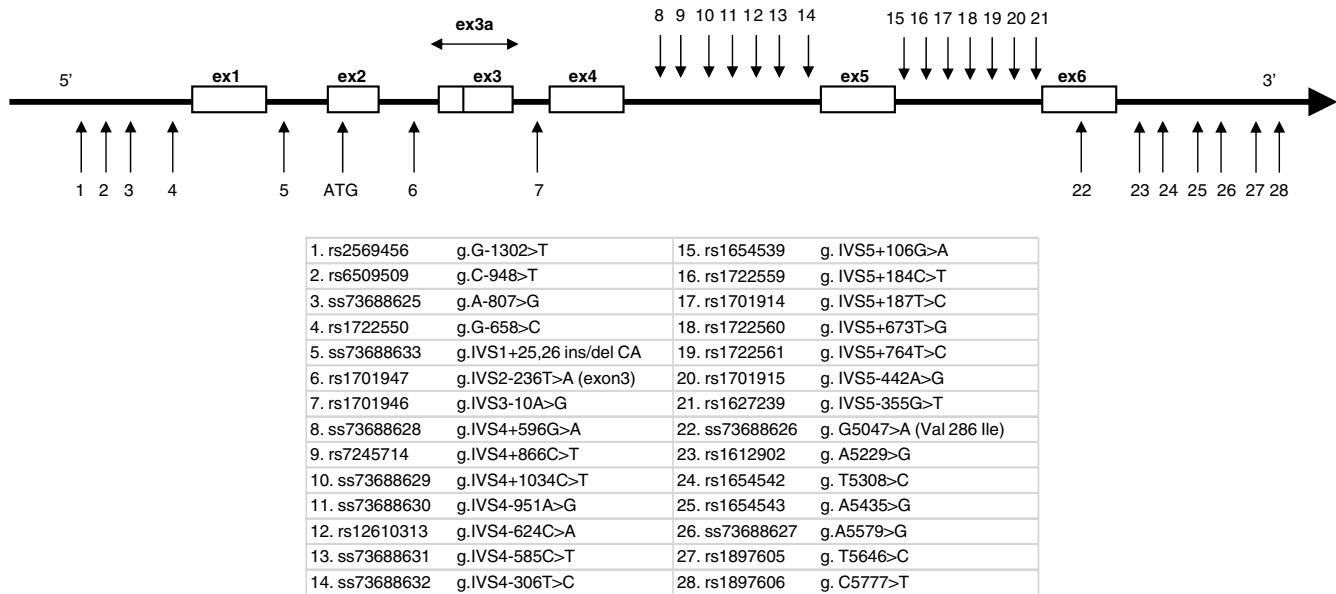 ex3a
8 9 10 11 12 13 14 15 16 17 18 19 20 21
5’ ex1 ex2 ex3 ex4 ex5 ex6 3’
1 2 3 4 5 ATG 6 7 22 23 24 25 26 27 28
1. rs2569456 g.G-1302>T 15. rs1654539 g. IVS5+106G>A
2. rs6509509 g.C-948>T 16. rs1722559 g. IVS5+184C>T
3. ss73688625 g.A-807>G 17. rs1701914 g. IVS5+187T>C
4. rs1722550 g.G-658>C 18. rs1722560 g. IVS5+673T>G
5. ss73688633 g.IVS1+25,26 ins/del CA 19. rs1722561 g. IVS5+764T>C
6. rs1701947 g.IVS2-236T>A (exon3) 20. rs1701915 g. IVS5-442A>G
7. rs1701946 g.IVS3-10A>G 21. rs1627239 g. IVS5-355G>T
8. ss73688628 g.IVS4+596G>A 22. ss73688626 g. G5047>A (Val 286 Ile)
9. rs7245714 g.IVS4+866C>T 23. rs1612902 g. A5229>G
10. ss73688629 g.IVS4+1034C>T 24. rs1654542 g. T5308>C
11. ss73688630 g.IVS4-951A>G 25. rs1654543 g. A5435>G
12. rs12610313 g.IVS4-624C>A 26. ss73688627 g.A5579>G
13. ss73688631 g.IVS4-585C>T 27. rs1897605 g. T5646>C
14. ss73688632 g.IVS4-306T>C 28. rs1897606 g. C5777>T